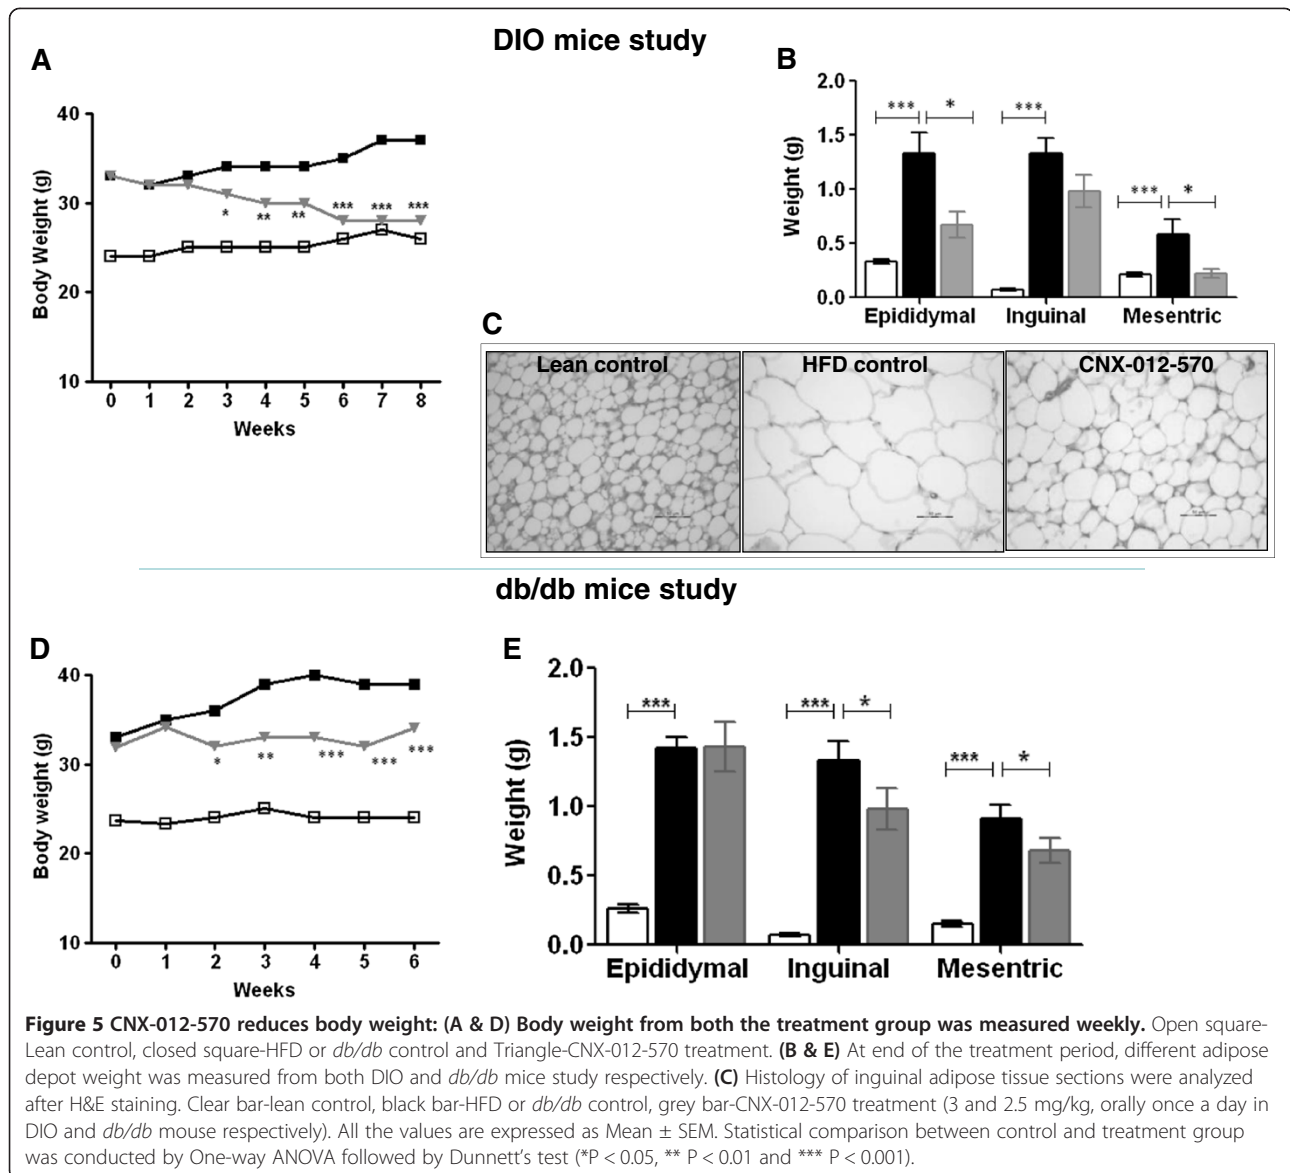 DIO mice study
A
40
30
20
10
Body Weight (g)
* ** ** *** *** ***
0 1 2 3 4 5 6 7 8
Weeks
B
2.0
1.5
1.0
0.5
0.0
Weight (g)
*** * *** *** *
Epididymal Inguinal Mesentric
C
Lean control HFD control CNX-012-570
db/db mice study
D
40
30
20
10
Body weight (g)
* ** *** *** ***
0 1 2 3 4 5 6
Weeks
E
2.0
1.5
1.0
0.5
0.0
Weight (g)
*** *** * *** *
Epididymal Inguinal Mesentric
Figure 5 CNX-012-570 reduces body weight: (A & D) Body weight from both the treatment group was measured weekly. Open square-
Lean control, closed square-HFD or db/db control and Triangle-CNX-012-570 treatment. (B & E) At end of the treatment period, different adipose
depot weight was measured from both DIO and db/db mice study respectively. (C) Histology of inguinal adipose tissue sections were analyzed
after H&E staining. Clear bar-lean control, black bar-HFD or db/db control, grey bar-CNX-012-570 treatment (3 and 2.5 mg/kg, orally once a day in
DIO and db/db mouse respectively). All the values are expressed as Mean ± SEM. Statistical comparison between control and treatment group
was conducted by One-way ANOVA followed by Dunnett’s test (*P < 0.05, ** P < 0.01 and *** P < 0.001).